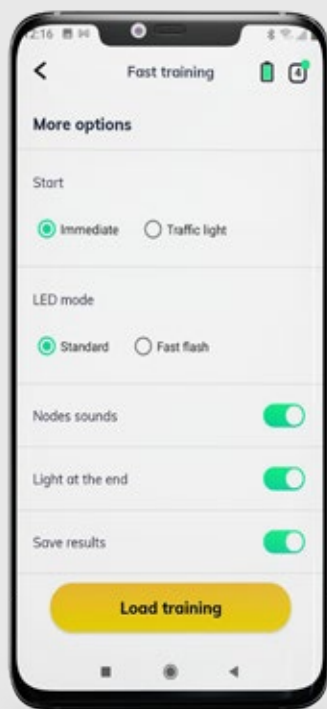 2:16
Fast training
4
More options
Start
Immediate Traffic light
LED mode
Standard Fast flash
Nodes sounds
Light at the end
Save results
Load training